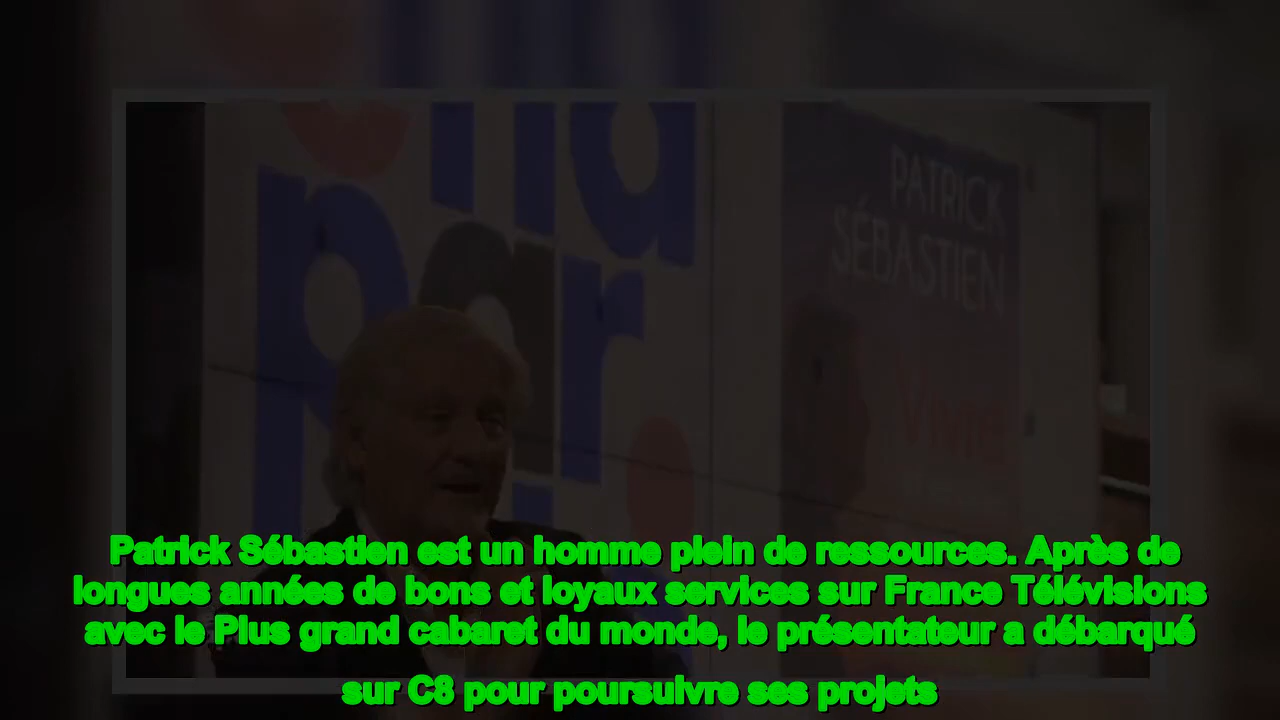 PATRICK
SÉBASTIEN
Patrick Sébastien est un homme plein de ressources. Après de
longues années de bons et loyaux services sur France Télévisions
avec le Plus grand cabaret du monde, le présentateur a débarqué
sur C8 pour poursuivre ses projets